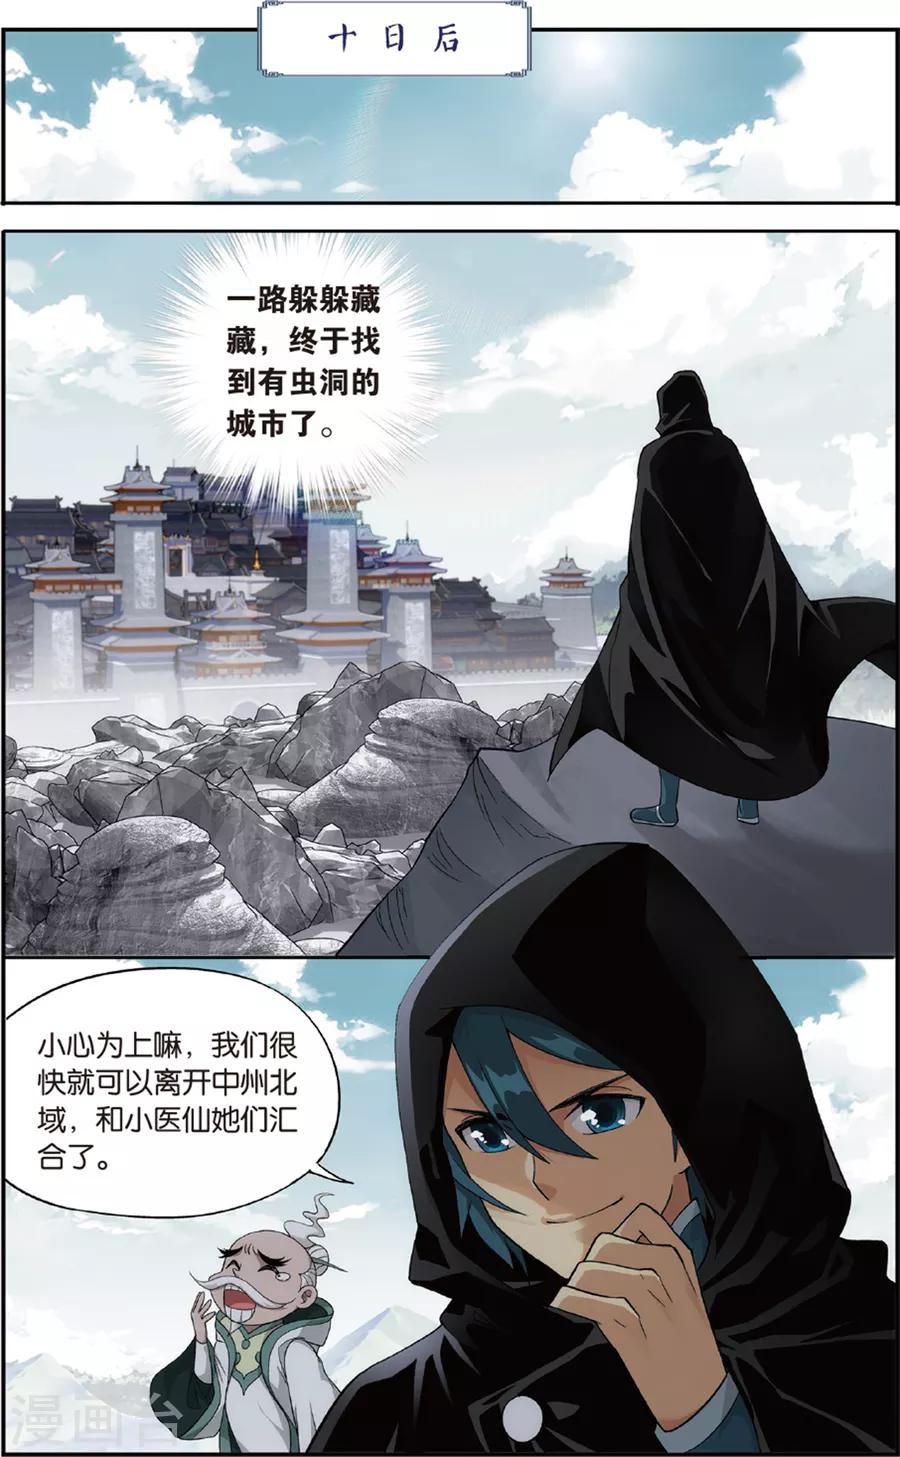 十日后
一路躲躲藏
藏，终于找
到有虫洞的
城市了。
小心为上嘛，我们很
快就可以离开中州北
域，和小医仙她们汇
合了。
漫画台